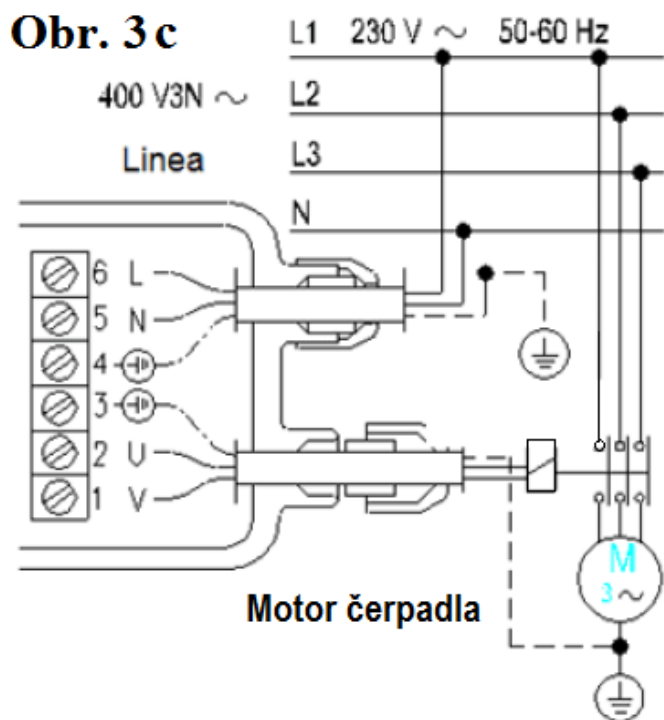 Obr. 3c
L1 230 V ~ 50-60 Hz
400 V3N ~
L2
Linea
L3
N
6 L
5 N
4
3
2 U
1 V
M
3 ~
Motor čerpadla